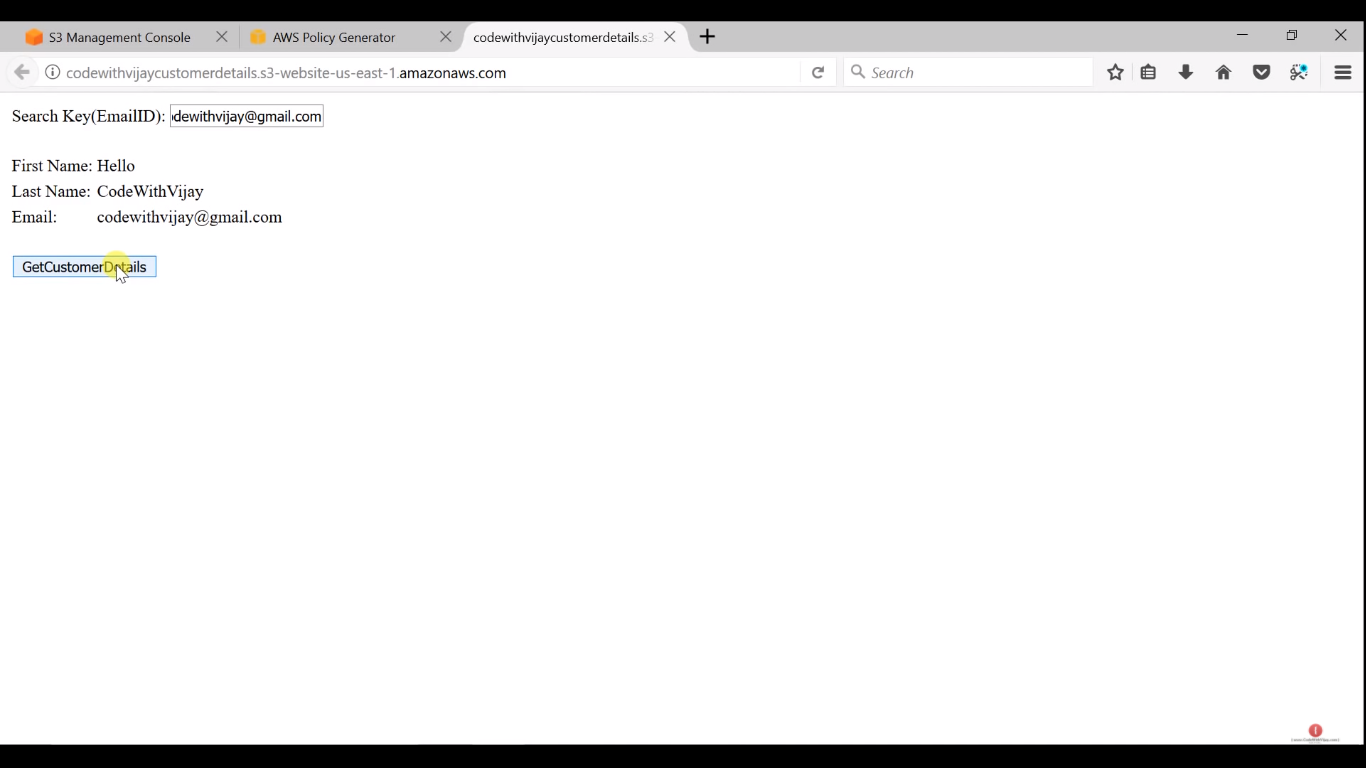 S3 Management Console
AWS Policy Generator
codewithvijaycustomerdetails.s3
codewithvijaycustomerdetails.s3-website-us-east-1.amazonaws.com
Search
Search Key(EmailID): dewithvijay@gmail.com
First Name: Hello
Last Name: CodeWithVijay
Email: codewithvijay@gmail.com
GetCustomerDetails